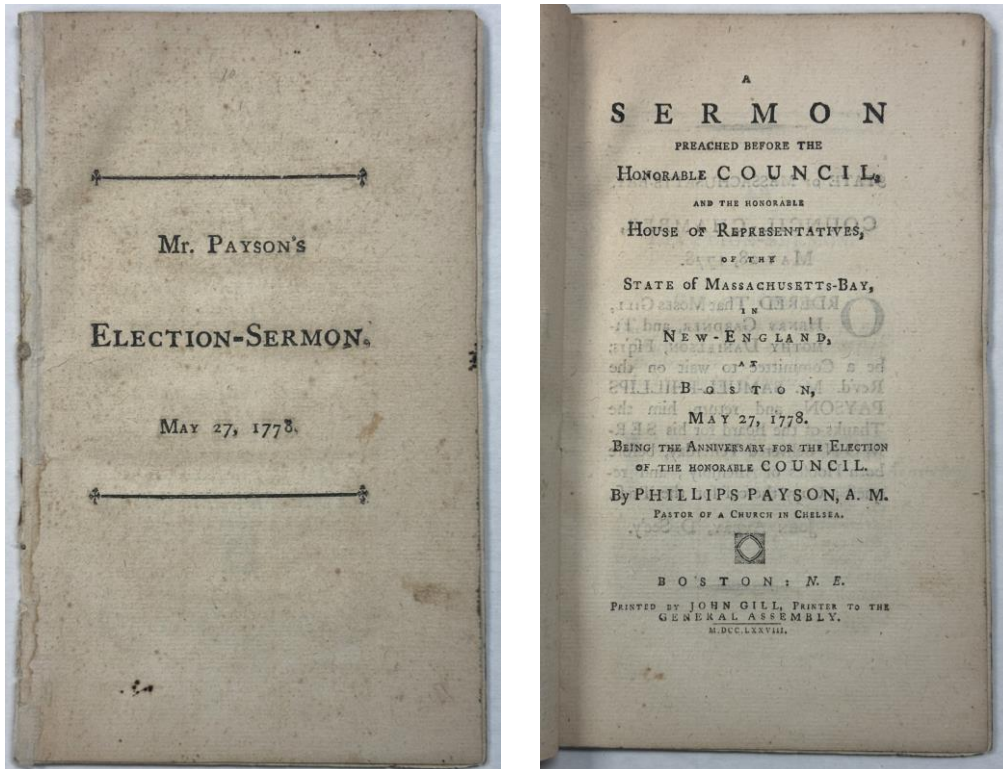 Mr. PAYSON'S
ELECTION-SERMON.
MAY 27, 1778.
A
SERMON
PREACHED BEFORE THE
HONORABLE COUNCIL,
AND THE HONORABLE
HOUSE OF REPRESENTATIVES,
OF THE
STATE of MASSACHUSETTS-BAY,
IN
NEW-ENGLAND,
AT
BOSTON,
MAY 27, 1778.
BEING THE ANNIVERSARY FOR THE ELECTION
OF THE HONORABLE COUNCIL.
By PHILLIPS PAYSON, A. M.
PASTOR OF A CHURCH IN CHELSEA.
BOSTON: N. E.
PRINTED BY JOHN GILL, PRINTER TO THE
GENERAL ASSEMBLY.
M.DCC.LXXVIII.